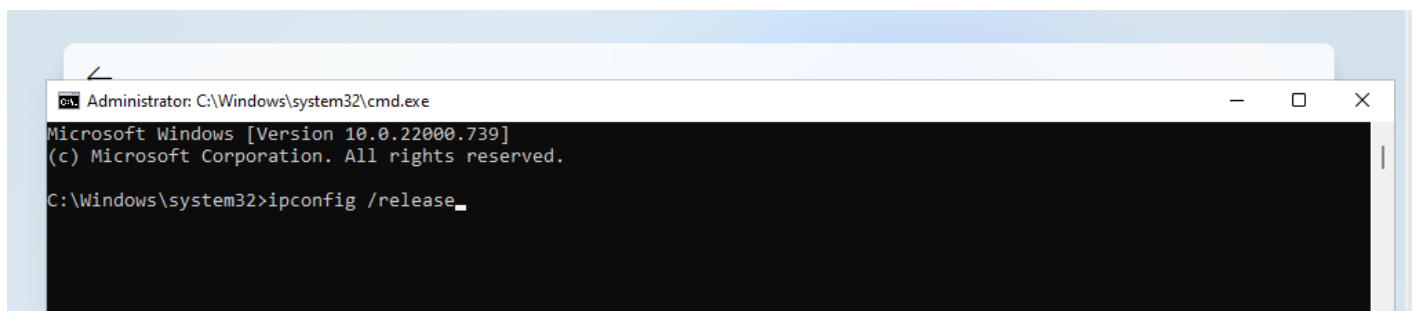 Administrator: C:\Windows\system32\cmd.exe
Microsoft Windows [Version 10.0.22000.739]
(c) Microsoft Corporation. All rights reserved.
C:\Windows\system32>ipconfig /release